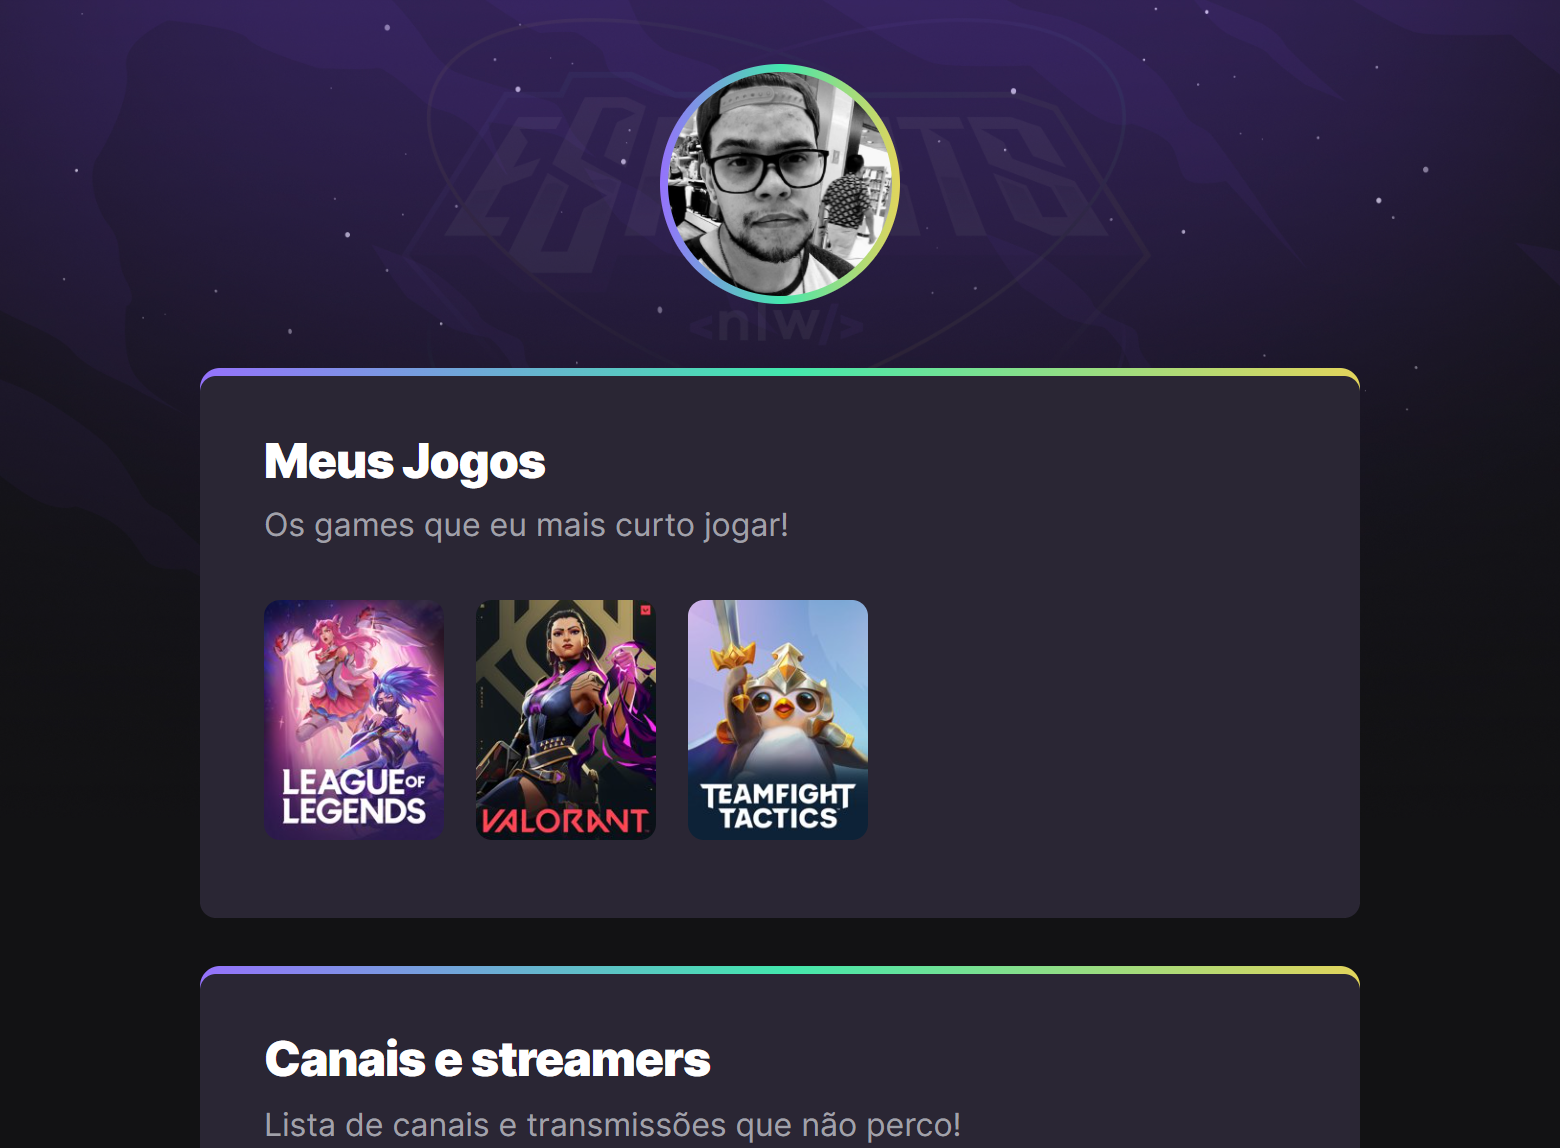 ESPORTS
<nlw/>
Meus Jogos
Os games que eu mais curto jogar!
LEAGUE OF
LEGENDS
VALORANT
TEAMFIGHT
TACTICS
Canais e streamers
Lista de canais e transmissões que não perco!